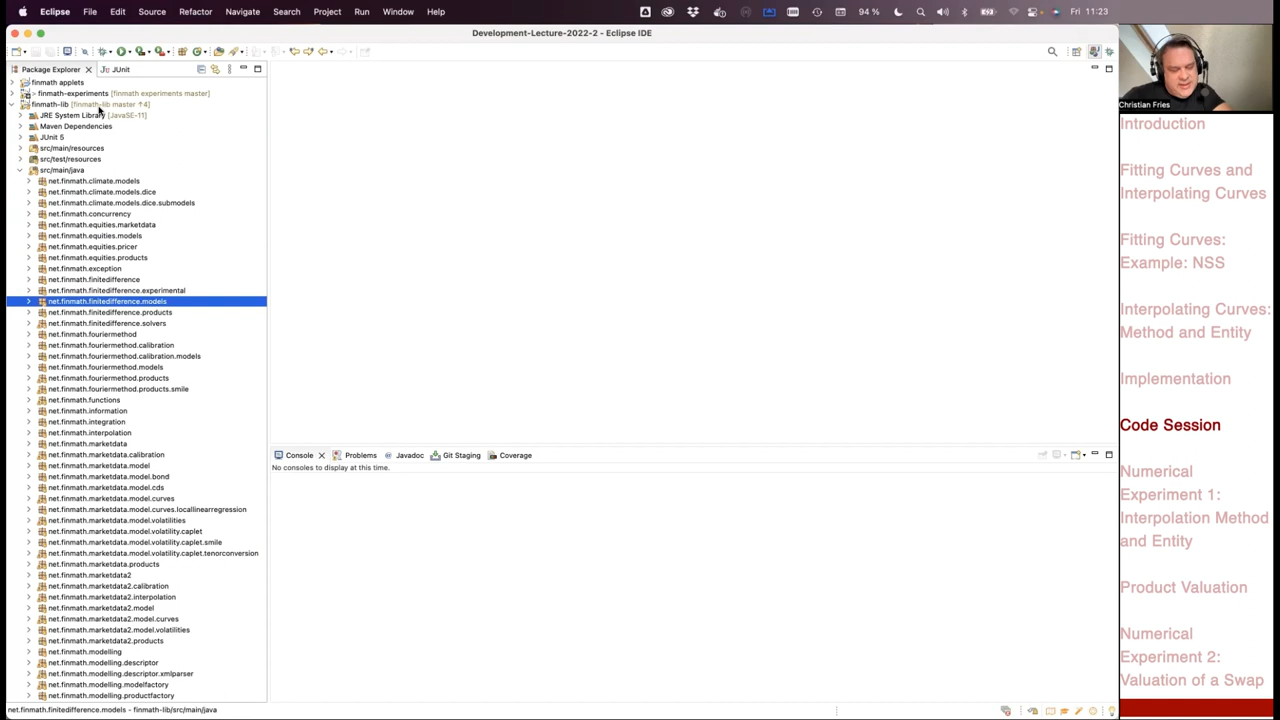 Eclipse File Edit Source Refactor Navigate Search Project Run Window Help 94 % Fri 11:23
Development-Lecture-2022-2 - Eclipse IDE
Package Explorer JUnit
finmath applets
> finmath-experiments [finmath experiments master]
finmath-lib [finmath-lib master ↑4]
JRE System Library [JavaSE-11]
Maven Dependencies
JUnit 5
src/main/resources
src/test/resources
src/main/java
net.finmath.climate.models
net.finmath.climate.models.dice
net.finmath.climate.models.dice.submodels
net.finmath.concurrency
net.finmath.equities.marketdata
net.finmath.equities.models
net.finmath.equities.pricer
net.finmath.equities.products
net.finmath.exception
net.finmath.finitedifference
net.finmath.finitedifference.experimental
net.finmath.finitedifference.models
net.finmath.finitedifference.products
net.finmath.finitedifference.solvers
net.finmath.fouriermethod
net.finmath.fouriermethod.calibration
net.finmath.fouriermethod.calibration.models
net.finmath.fouriermethod.models
net.finmath.fouriermethod.products
net.finmath.fouriermethod.products.smile
net.finmath.functions
net.finmath.information
net.finmath.integration
net.finmath.interpolation
net.finmath.marketdata
net.finmath.marketdata.calibration
net.finmath.marketdata.model
net.finmath.marketdata.model.bond
net.finmath.marketdata.model.cds
net.finmath.marketdata.model.curves
net.finmath.marketdata.model.curves.locallinearregression
net.finmath.marketdata.model.volatilities
net.finmath.marketdata.model.volatility.caplet
net.finmath.marketdata.model.volatility.caplet.smile
net.finmath.marketdata.model.volatility.caplet.tenorconversion
net.finmath.marketdata.products
net.finmath.marketdata2
net.finmath.marketdata2.calibration
net.finmath.marketdata2.interpolation
net.finmath.marketdata2.model
net.finmath.marketdata2.model.curves
net.finmath.marketdata2.model.volatilities
net.finmath.marketdata2.products
net.finmath.modelling
net.finmath.modelling.descriptor
net.finmath.modelling.descriptor.xmlparser
net.finmath.modelling.modelfactory
net.finmath.modelling.productfactory
net.finmath.finitedifference.models - finmath-lib/src/main/java
Console Problems Javadoc Git Staging Coverage
No consoles to display at this time.
Christian Fries
Introduction
Fitting Curves and
Interpolating Curves
Fitting Curves:
Example: NSS
Interpolating Curves:
Method and Entity
Implementation
Code Session
Numerical
Experiment 1:
Interpolation Method
and Entity
Product Valuation
Numerical
Experiment 2:
Valuation of a Swap